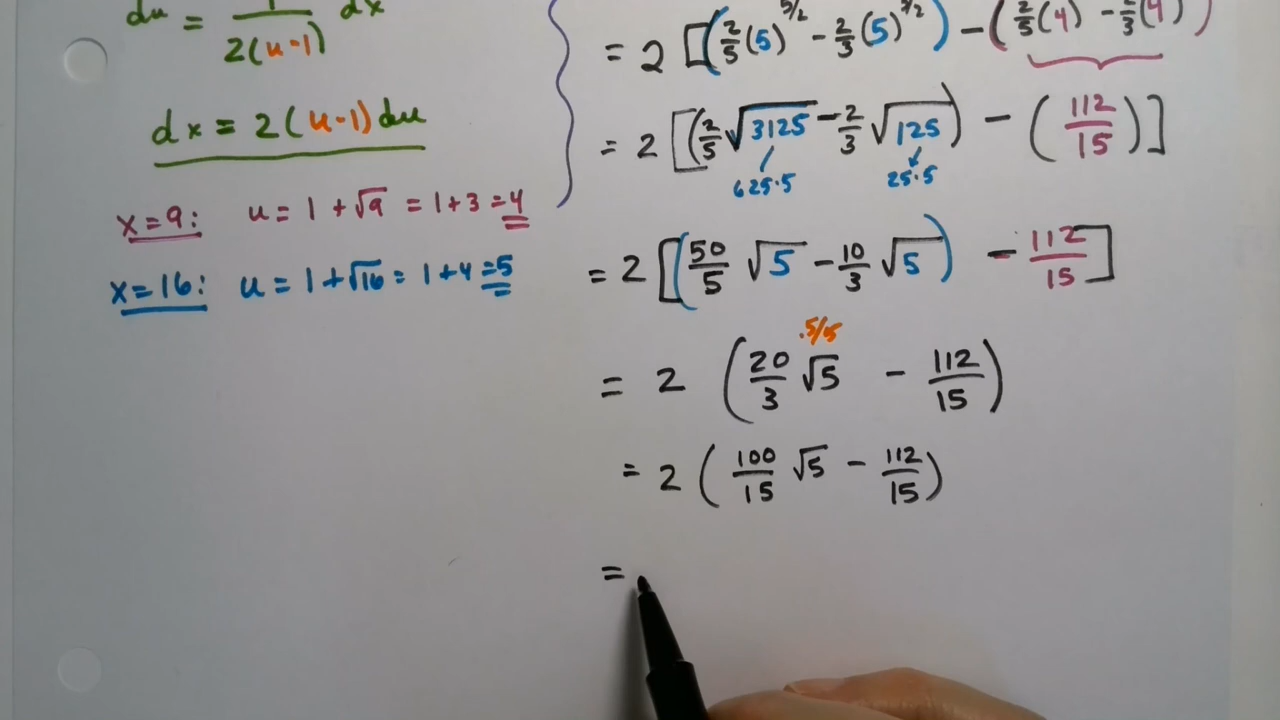 du = 1/2(u-1) dx
dx = 2(u-1)du
x=9: u = 1 + √9 = 1+3 = 4
x=16: u = 1 + √16 = 1 + 4 = 5
= 2 [(2/5(5)^5/2 - 2/3(5)^3/2) - (2/5(4) - 2/3(4))
= 2 [(2/5√3125 - 2/3√125) - (112/15)]
625·5 25·5
= 2 [(50/5 √5 - 10/3 √5) - 112/15]
·5/·5
= 2 (20/3 √5 - 112/15)
= 2 (100/15 √5 - 112/15)
=